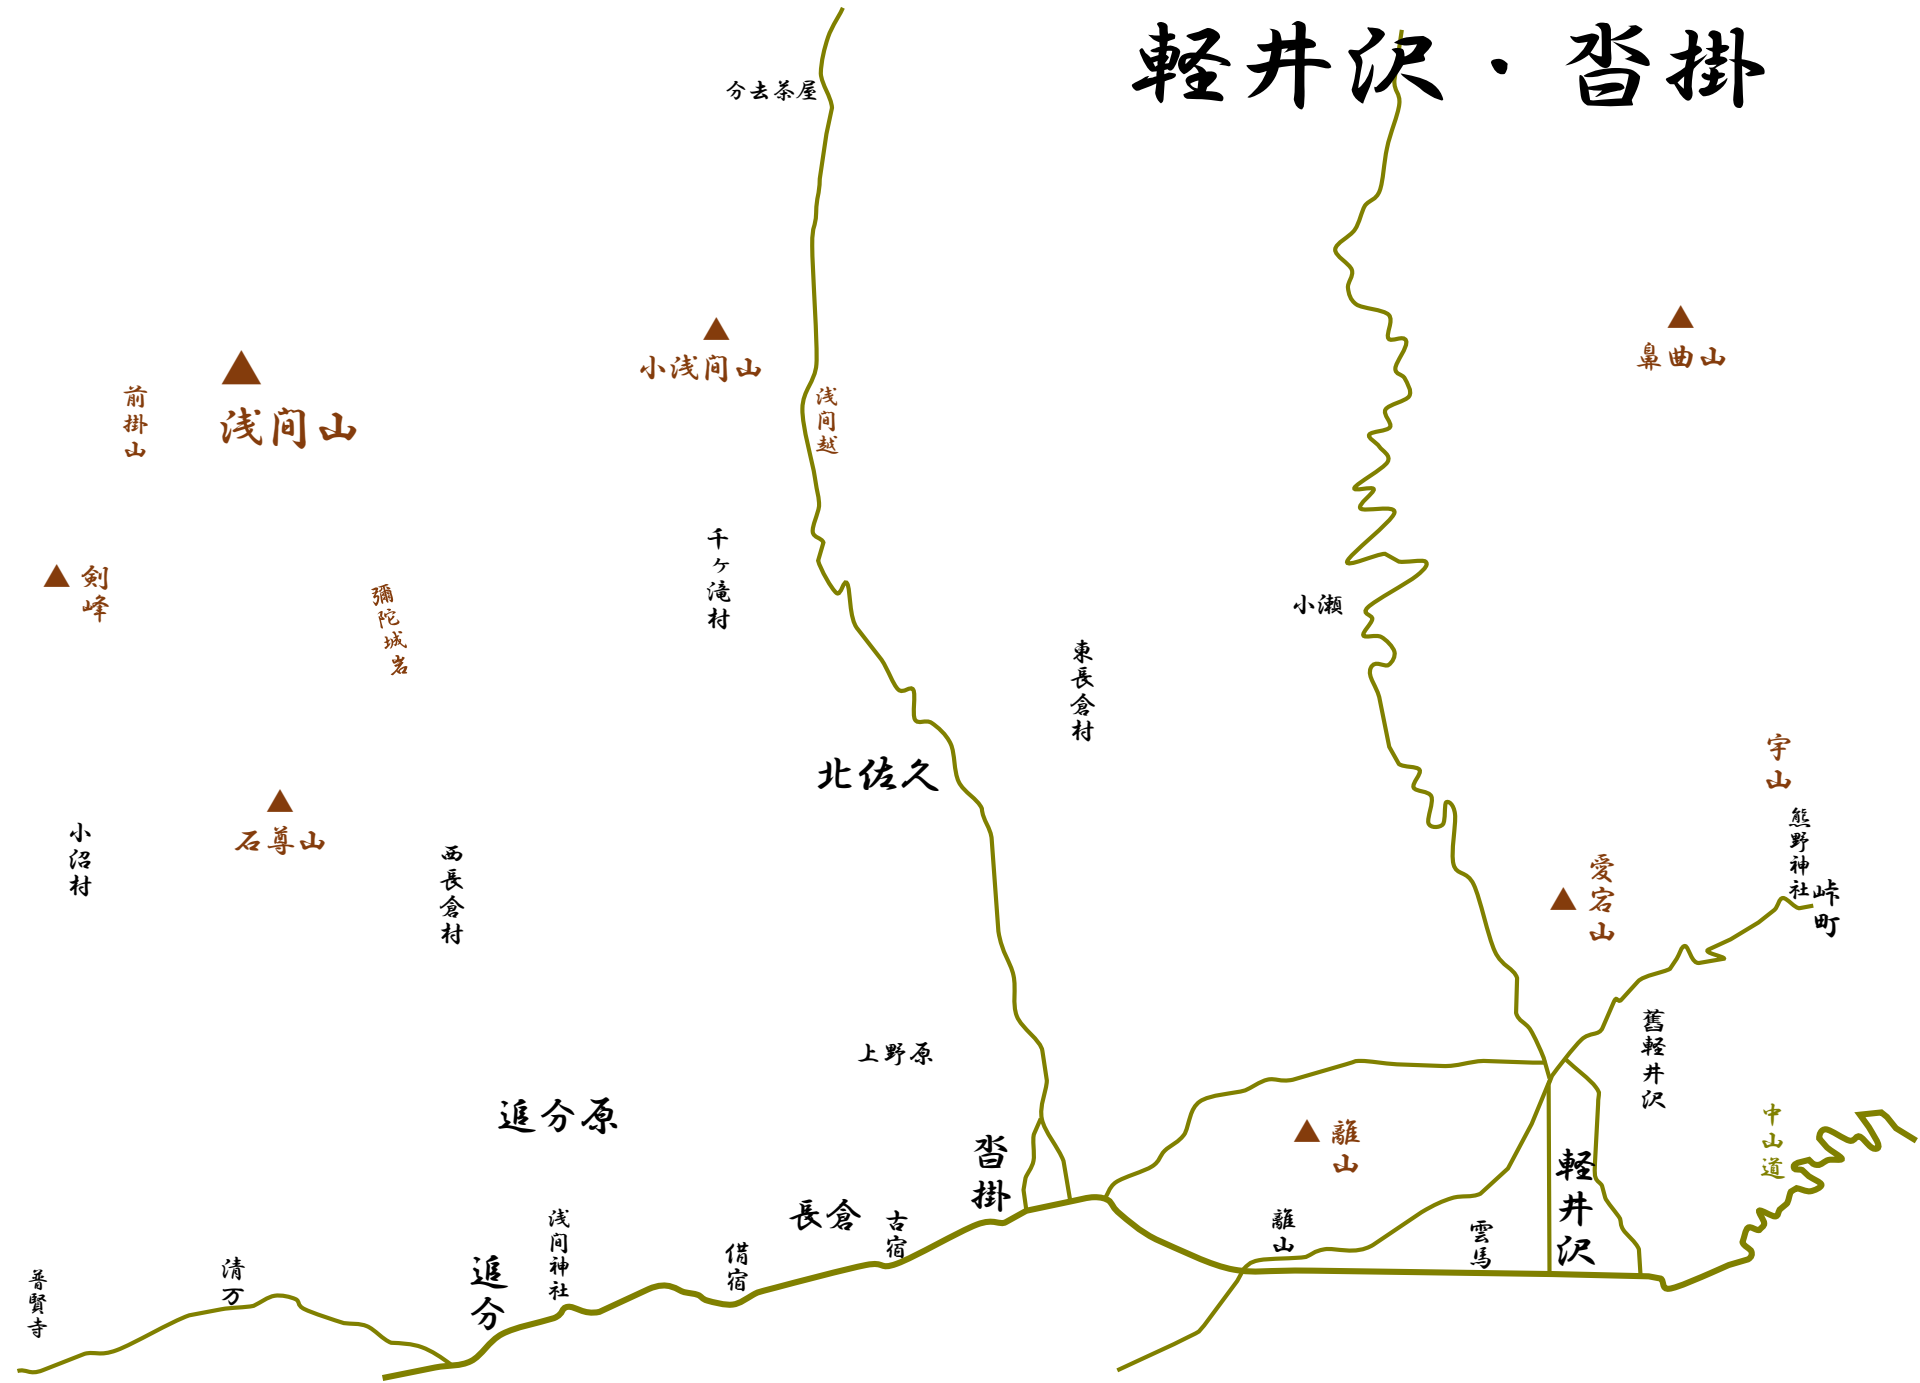 軽井沢・沓掛
分去茶屋
小浅間山
鼻曲山
前掛山
浅間山
浅間越
千ヶ滝村
剣峰
彌陀城岩
小瀬
東長倉村
北佐久
宇山
熊野神社
峠町
石尊山
小沼村
西長倉村
愛宕山
舊軽井沢
上野原
追分原
沓掛
離山
中山道
軽井沢
長倉
古宿
離山
雲馬
浅間神社
借宿
追分
清万
普賢寺